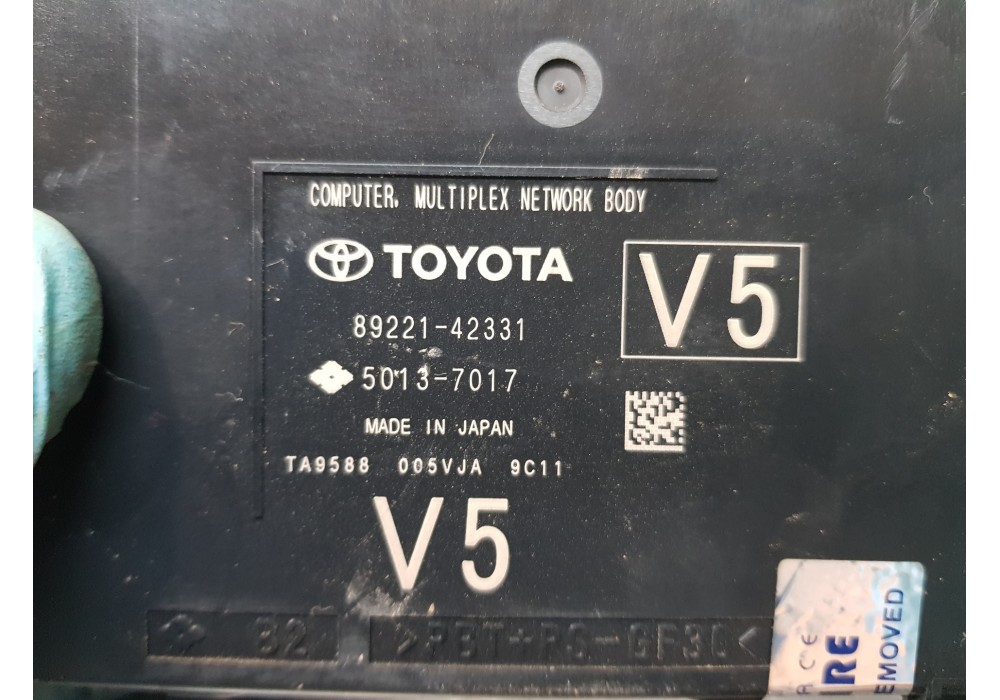 COMPUTER, MULTIPLEX NETWORK BODY
TOYOTA
V5
89221-42331
5013-7017
MADE IN JAPAN
TA9588 005VJA 9C11
V5
32 >PBT+PS-GF30<
RE
EMOVED